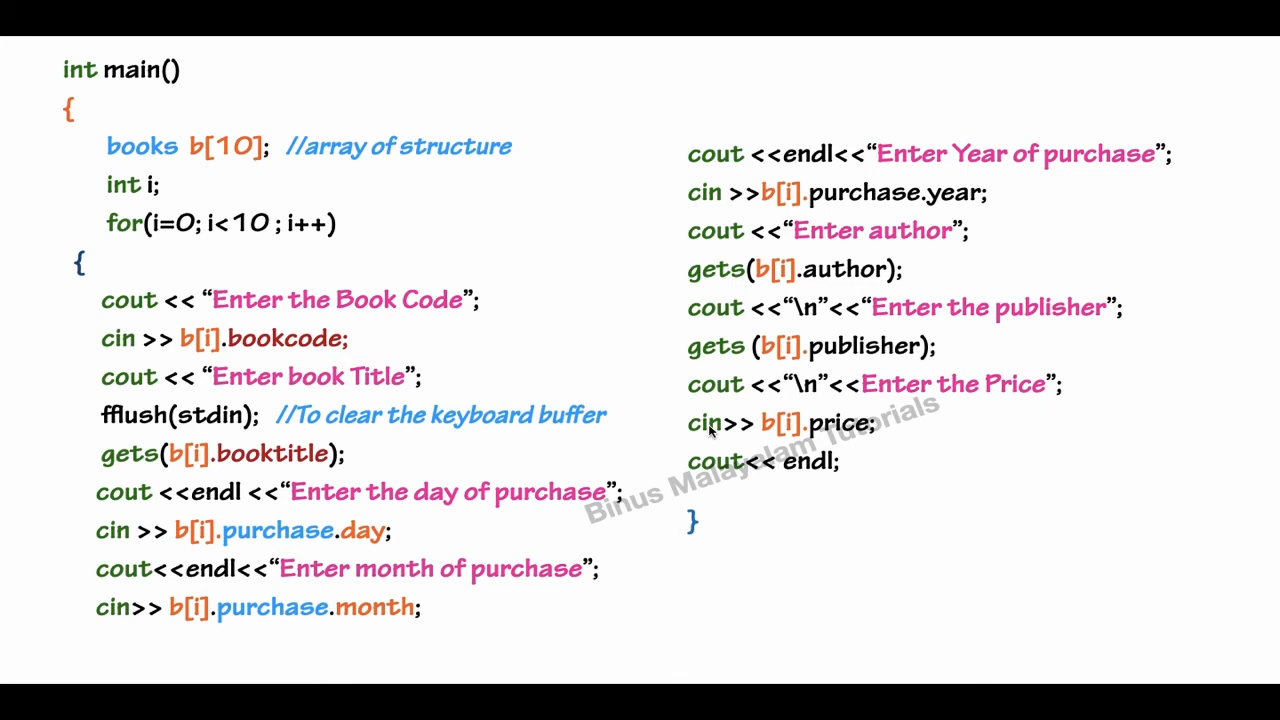 int main()
{
books b[10]; //array of structure
int i;
for(i=0; i<10 ; i++)
{
cout << “Enter the Book Code”;
cin >> b[i].bookcode;
cout << “Enter book Title”;
fflush(stdin); //To clear the keyboard buffer
gets(b[i].booktitle);
cout <<endl <<“Enter the day of purchase”;
cin >> b[i].purchase.day;
cout<<endl<<“Enter month of purchase”;
cin>> b[i].purchase.month;
cout <<endl<<“Enter Year of purchase”;
cin >>b[i].purchase.year;
cout <<“Enter author”;
gets(b[i].author);
cout <<“\n”<<“Enter the publisher”;
gets (b[i].publisher);
cout <<“\n”<<Enter the Price”;
cin>> b[i].price;
cout<< endl;
}
Binus Malayalam Tutorials